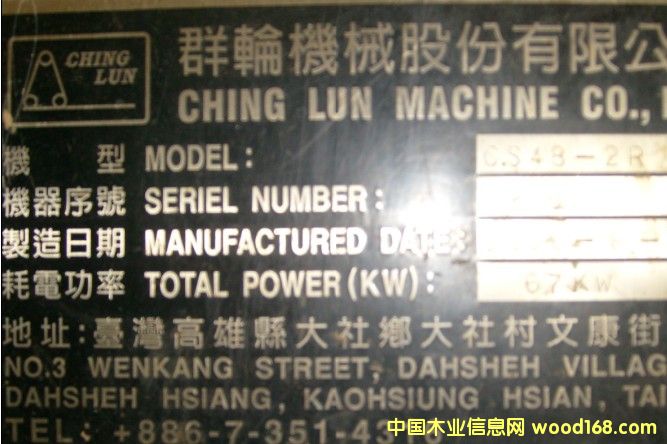 CHING
LUN
群輪機械股份有限公
CHING LUN MACHINE CO.,
機 型 MODEL: CS48-2R
機器序號 SERIEL NUMBER:
製造日期 MANUFACTURED DATE:
耗電功率 TOTAL POWER(KW): 67KW
地址:臺灣高雄縣大社鄉大社村文康街
NO.3 WENKANG STREET, DAHSHEH VILLAG
DAHSHEH HSIANG, KAOHSIUNG HSIAN, TAI
TEL: +886-7-351-43
中国木业信息网 wood168.com